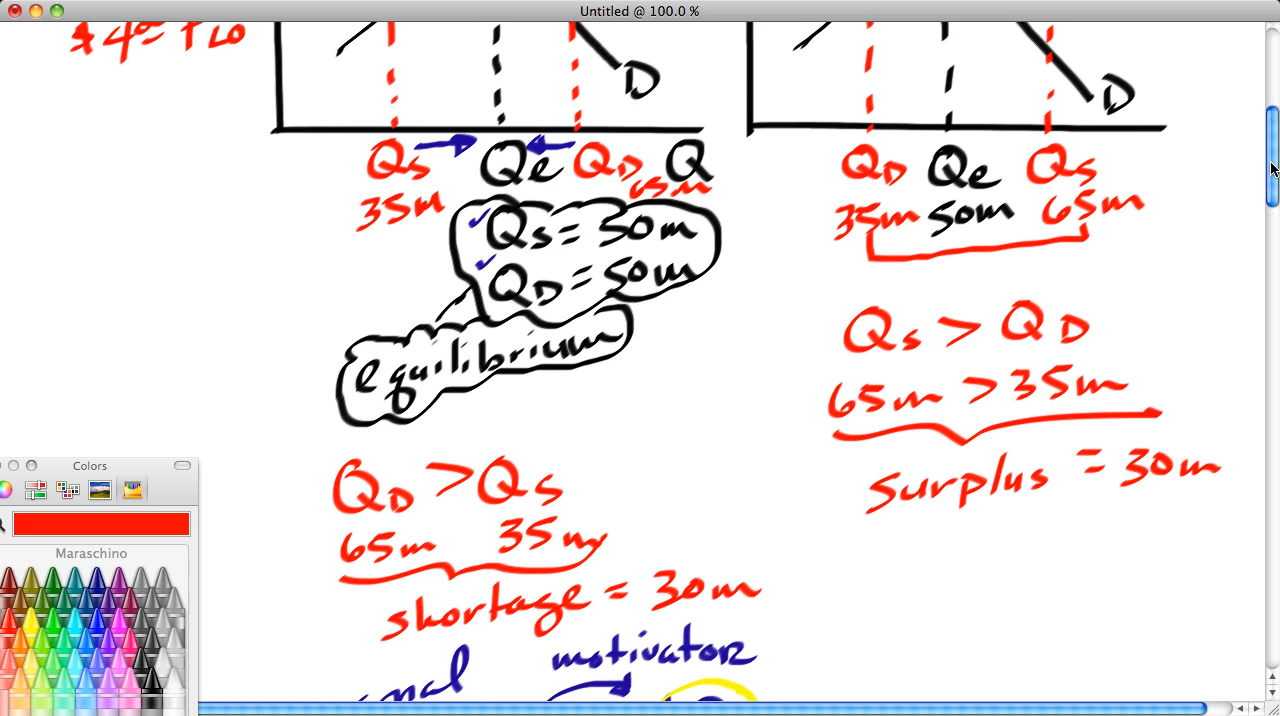 Untitled @ 100.0 %
D
D
Qs Qe QD Q
35m 65m
Qs = 50m
QD = 50m
equilibrium
QD > Qs
65m 35m
shortage = 30m
motivator
QD Qe Qs
35m 50m 65m
Qs > QD
65m > 35m
surplus = 30m
Colors
Maraschino